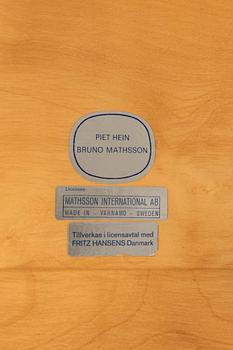 PIET HEIN
BRUNO MATHSSON
Licensee
MATHSSON INTERNATIONAL AB
MADE IN - VÄRNAMO - SWEDEN
Tillverkas i licensavtal med
FRITZ HANSENS Danmark